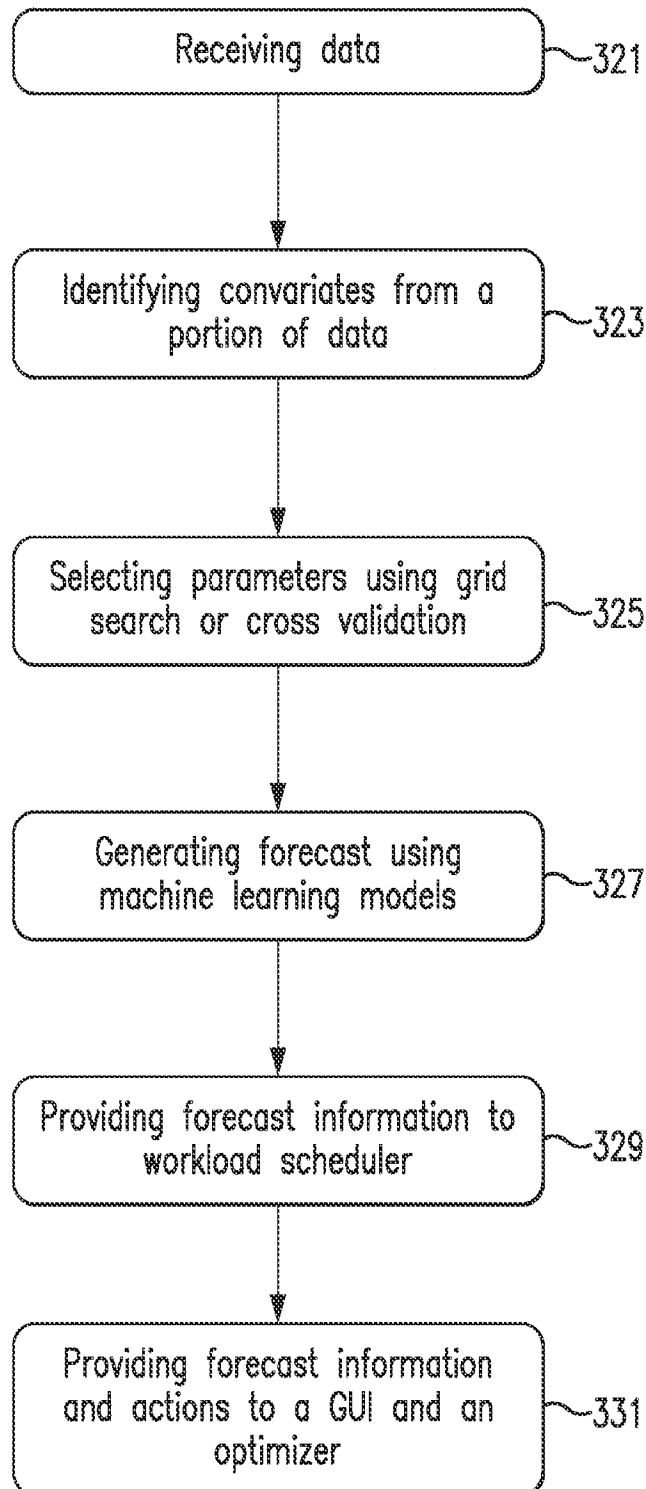 Receiving data
321
Identifying convariates from a
portion of data
323
Selecting parameters using grid
search or cross validation
325
Generating forecast using
machine learning models
327
Providing forecast information to
workload scheduler
329
Providing forecast information
and actions to a GUI and an
optimizer
331